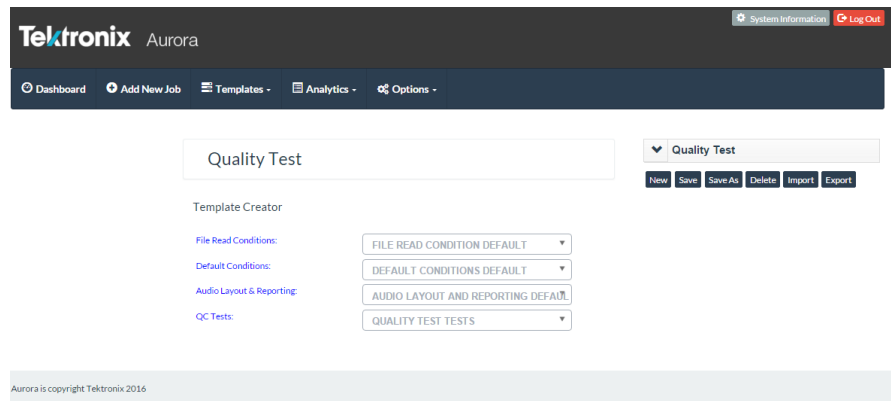 System Information Log Out
Tektronix Aurora
Dashboard Add New Job Templates Analytics Options
Quality Test
Quality Test
New Save Save As Delete Import Export
Template Creator
File Read Conditions: FILE READ CONDITION DEFAULT
Default Conditions: DEFAULT CONDITIONS DEFAULT
Audio Layout & Reporting: AUDIO LAYOUT AND REPORTING DEFAUL
QC Tests: QUALITY TEST TESTS
Aurora is copyright Tektronix 2016